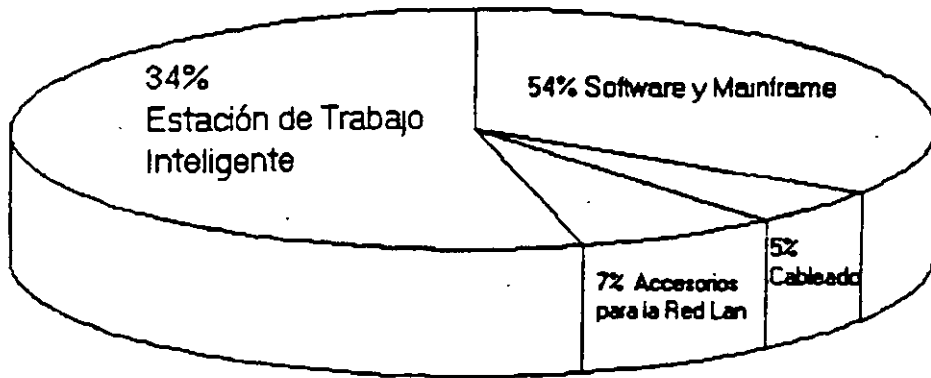 34%
Estación de Trabajo
Inteligente
54% Software y Mainframe
7% Accesorios
para la Red Lan
5%
Cableado